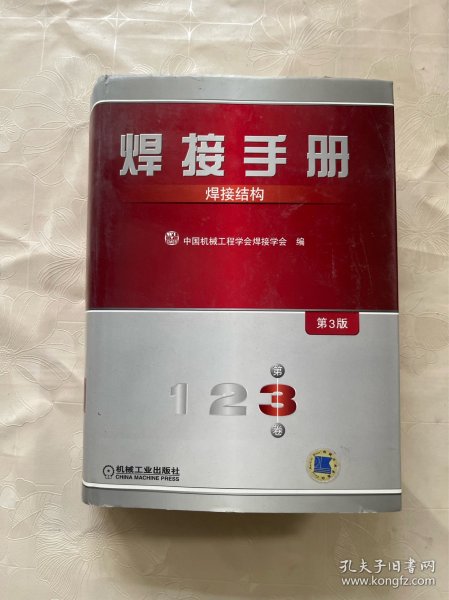 焊接手册
焊接结构
中国机械工程学会焊接学会 编
第3版
第
1 2 3
卷
机械工业出版社
CHINA MACHINE PRESS
孔夫子旧书网
www.kongfz.com